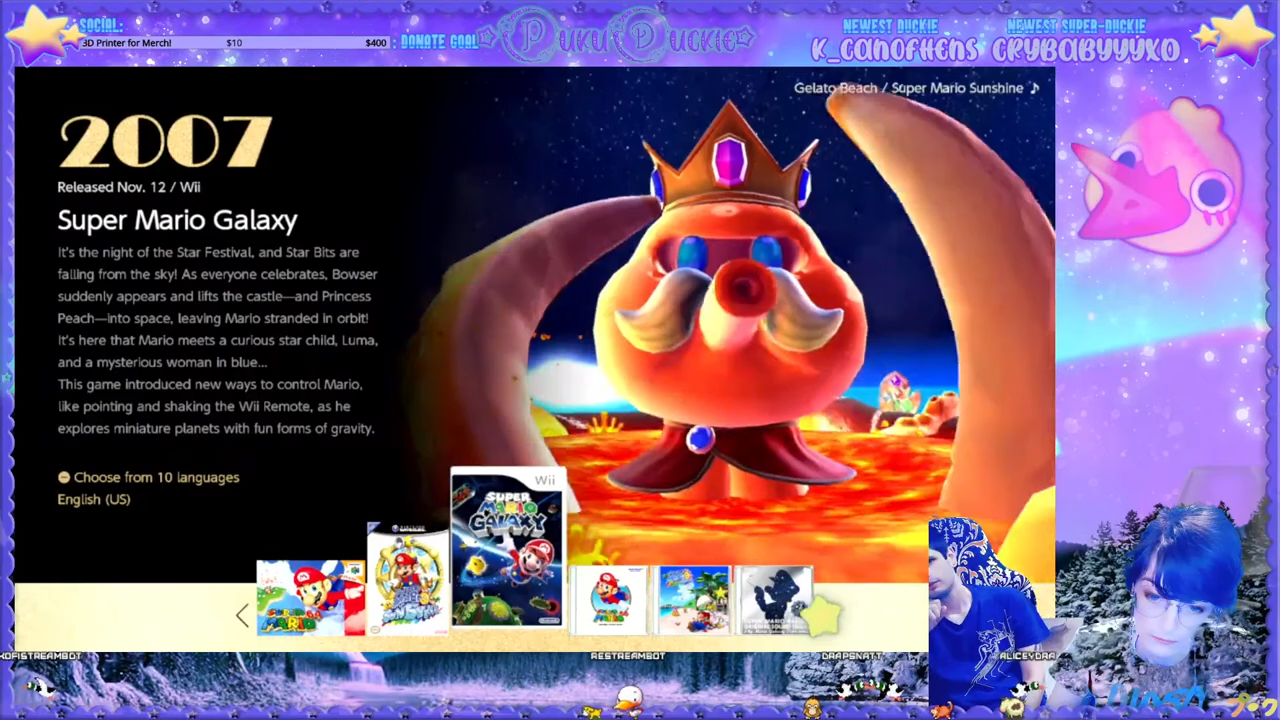 SOCIAL:
3D Printer for Merch! $10 $400
: DONATE GOAL
PUKU DUCKIE
NEWEST DUCKIE
K_CANOFHENS
NEWEST SUPER-DUCKIE
CRYBABYYYXO
Gelato Beach / Super Mario Sunshine ♪
2007
Released Nov. 12 / Wii
Super Mario Galaxy
It's the night of the Star Festival, and Star Bits are
falling from the sky! As everyone celebrates, Bowser
suddenly appears and lifts the castle—and Princess
Peach—into space, leaving Mario stranded in orbit!
It's here that Mario meets a curious star child, Luma,
and a mysterious woman in blue...
This game introduced new ways to control Mario,
like pointing and shaking the Wii Remote, as he
explores miniature planets with fun forms of gravity.
Choose from 10 languages
English (US)
Wii
SUPER
MARIO
GALAXY
KOFISTREAMBOT
RESTREAMBOT
DRAPSNATT
ALICEYDRA